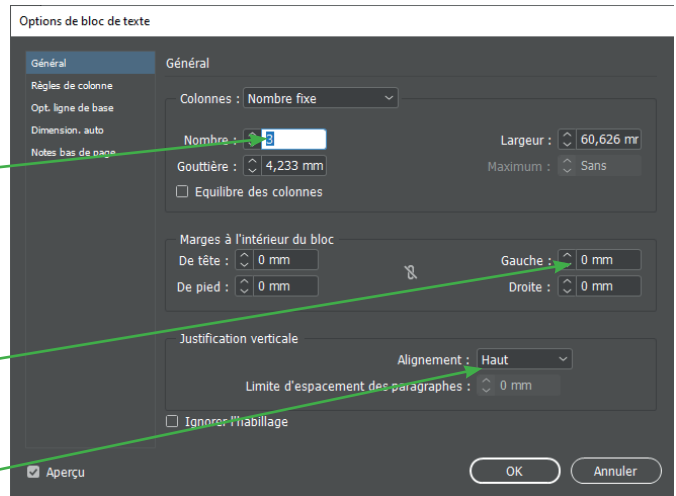 Options de bloc de texte
Général
Règles de colonne
Opt. ligne de base
Dimension. auto
Notes bas de page
Général
Colonnes : Nombre fixe
Nombre : 3
Largeur : 60,626 mr
Gouttière : 4,233 mm
Maximum : Sans
Equilibre des colonnes
Marges à l'intérieur du bloc
De tête : 0 mm
Gauche : 0 mm
De pied : 0 mm
Droite : 0 mm
Justification verticale
Alignement : Haut
Limite d'espacement des paragraphes : 0 mm
Ignorer l'habillage
Aperçu
OK
Annuler